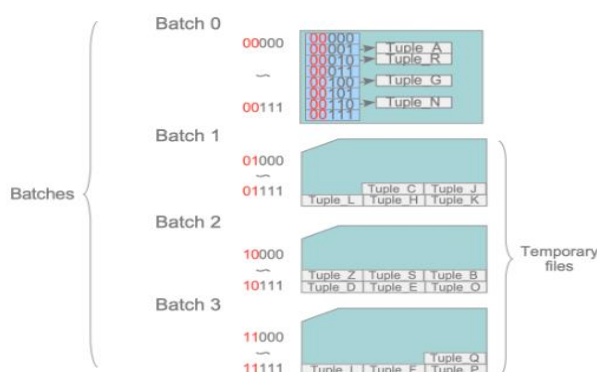 Batch 0
00000
00111
00000
00001
00010
00011
00100
00101
00110
00111
Tuple_A
Tuple_R
Tuple_G
Tuple_N
Batch 1
01000
01111
Tuple_C Tuple_J
Tuple_L Tuple_H Tuple_K
Batches
Batch 2
10000
10111
Tuple_Z Tuple_S Tuple_B
Tuple_D Tuple_E Tuple_O
Temporary
files
Batch 3
11000
11111
Tuple_Q
Tuple_P